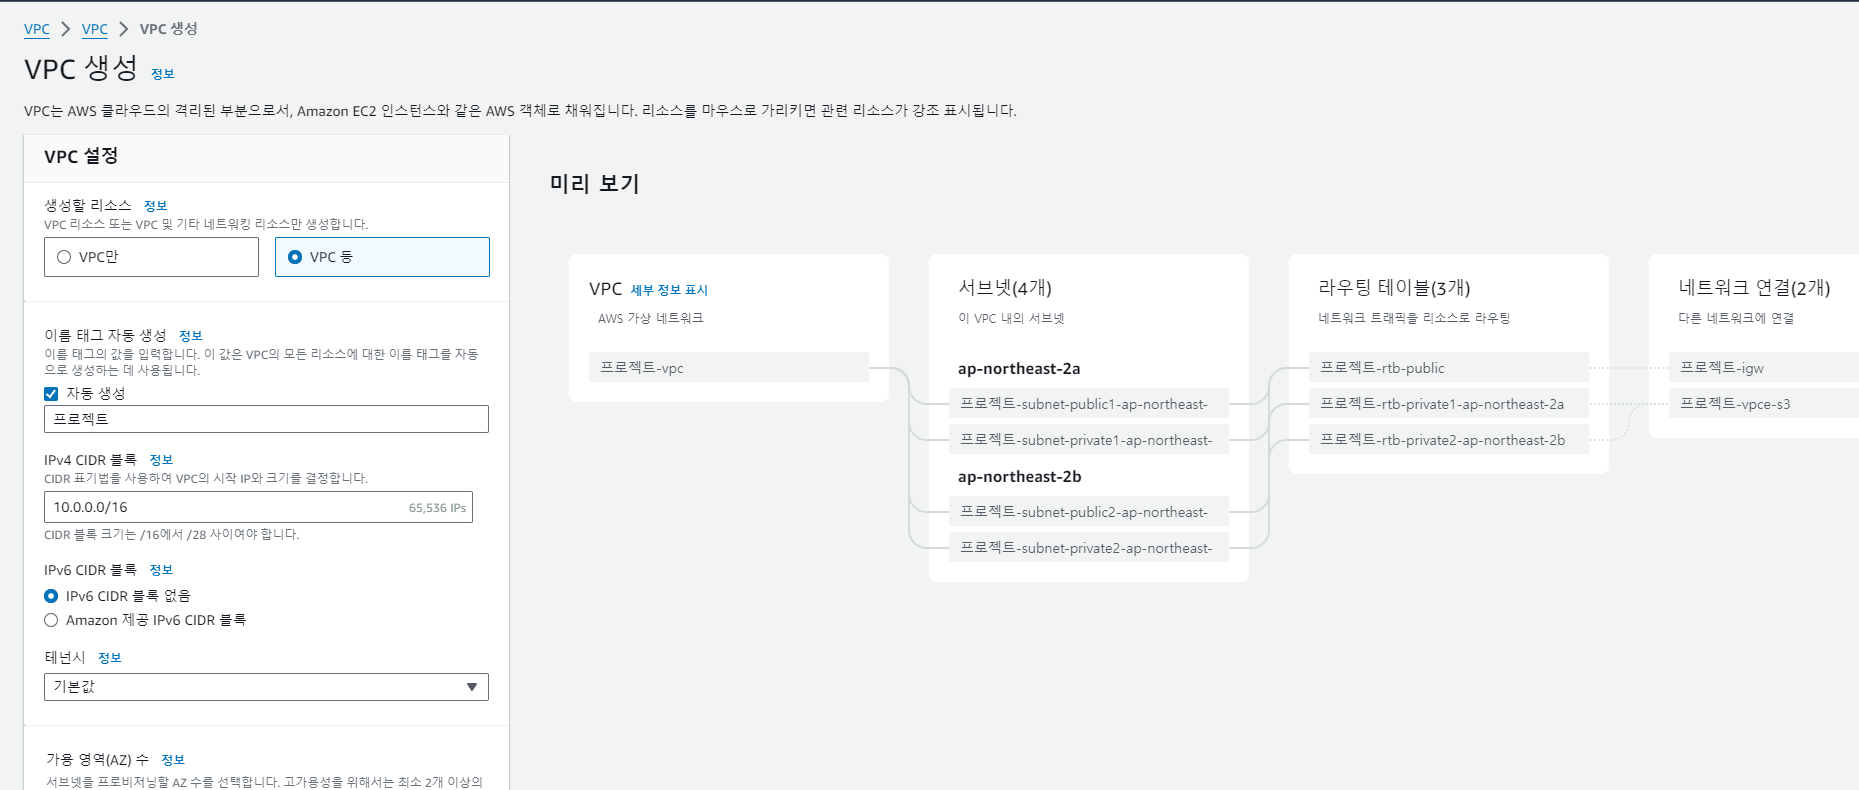 VPC > VPC > VPC 생성
VPC 생성 정보
VPC는 AWS 클라우드의 격리된 부분으로서, Amazon EC2 인스턴스와 같은 AWS 객체로 채워집니다. 리소스를 마우스로 가리키면 관련 리소스가 강조 표시됩니다.
VPC 설정
생성할 리소스 정보
VPC 리소스 또는 VPC 및 기타 네트워킹 리소스만 생성합니다.
VPC만
VPC 등
이름 태그 자동 생성 정보
이름 태그의 값을 입력합니다. 이 값은 VPC의 모든 리소스에 대한 이름 태그를 자동
으로 생성하는 데 사용됩니다.
자동 생성
프로젝트
IPv4 CIDR 블록 정보
CIDR 표기법을 사용하여 VPC의 시작 IP와 크기를 결정합니다.
10.0.0.0/16 65,536 IPs
CIDR 블록 크기는 /16에서 /28 사이여야 합니다.
IPv6 CIDR 블록 정보
IPv6 CIDR 블록 없음
Amazon 제공 IPv6 CIDR 블록
테넌시 정보
기본값
가용 영역(AZ) 수 정보
서브넷을 프로비저닝할 AZ 수를 선택합니다. 고가용성을 위해서는 최소 2개 이상의
미리 보기
VPC 세부 정보 표시
AWS 가상 네트워크
프로젝트-vpc
서브넷(4개)
이 VPC 내의 서브넷
ap-northeast-2a
프로젝트-subnet-public1-ap-northeast-
프로젝트-subnet-private1-ap-northeast-
ap-northeast-2b
프로젝트-subnet-public2-ap-northeast-
프로젝트-subnet-private2-ap-northeast-
라우팅 테이블(3개)
네트워크 트래픽을 리소스로 라우팅
프로젝트-rtb-public
프로젝트-rtb-private1-ap-northeast-2a
프로젝트-rtb-private2-ap-northeast-2b
네트워크 연결(2개)
다른 네트워크에 연결
프로젝트-igw
프로젝트-vpce-s3